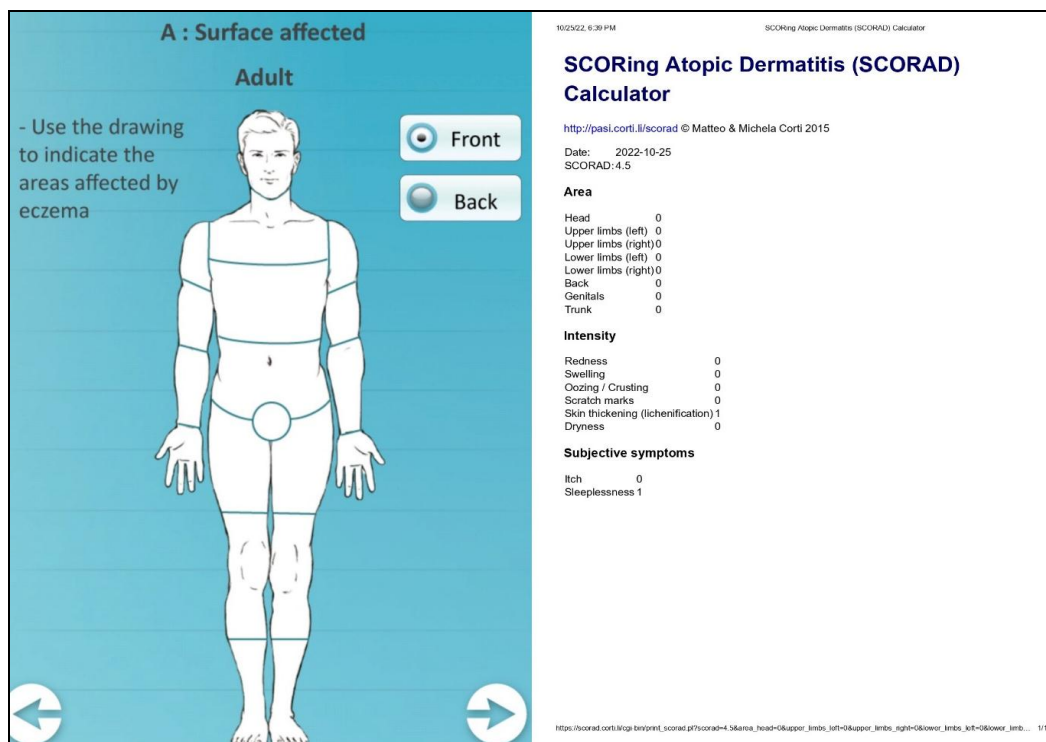 A : Surface affected
Adult
- Use the drawing
to indicate the
areas affected by
eczema
Front
Back
10/25/22, 6:39 PM SCORing Atopic Dermatitis (SCORAD) Calculator
SCORing Atopic Dermatitis (SCORAD)
Calculator
http://pasi.corti.li/scorad © Matteo & Michela Corti 2015
Date: 2022-10-25
SCORAD: 4.5
Area
Head 0
Upper limbs (left) 0
Upper limbs (right) 0
Lower limbs (left) 0
Lower limbs (right) 0
Back 0
Genitals 0
Trunk 0
Intensity
Redness 0
Swelling 0
Oozing / Crusting 0
Scratch marks 0
Skin thickening (lichenification) 1
Dryness 0
Subjective symptoms
Itch 0
Sleeplessness 1
https://scorad.corti.li/cgi-bin/print_scorad.pl?scorad=4.5&area_head=0&upper_limbs_left=0&upper_limbs_right=0&lower_limbs_left=0&lower_limb... 1/1